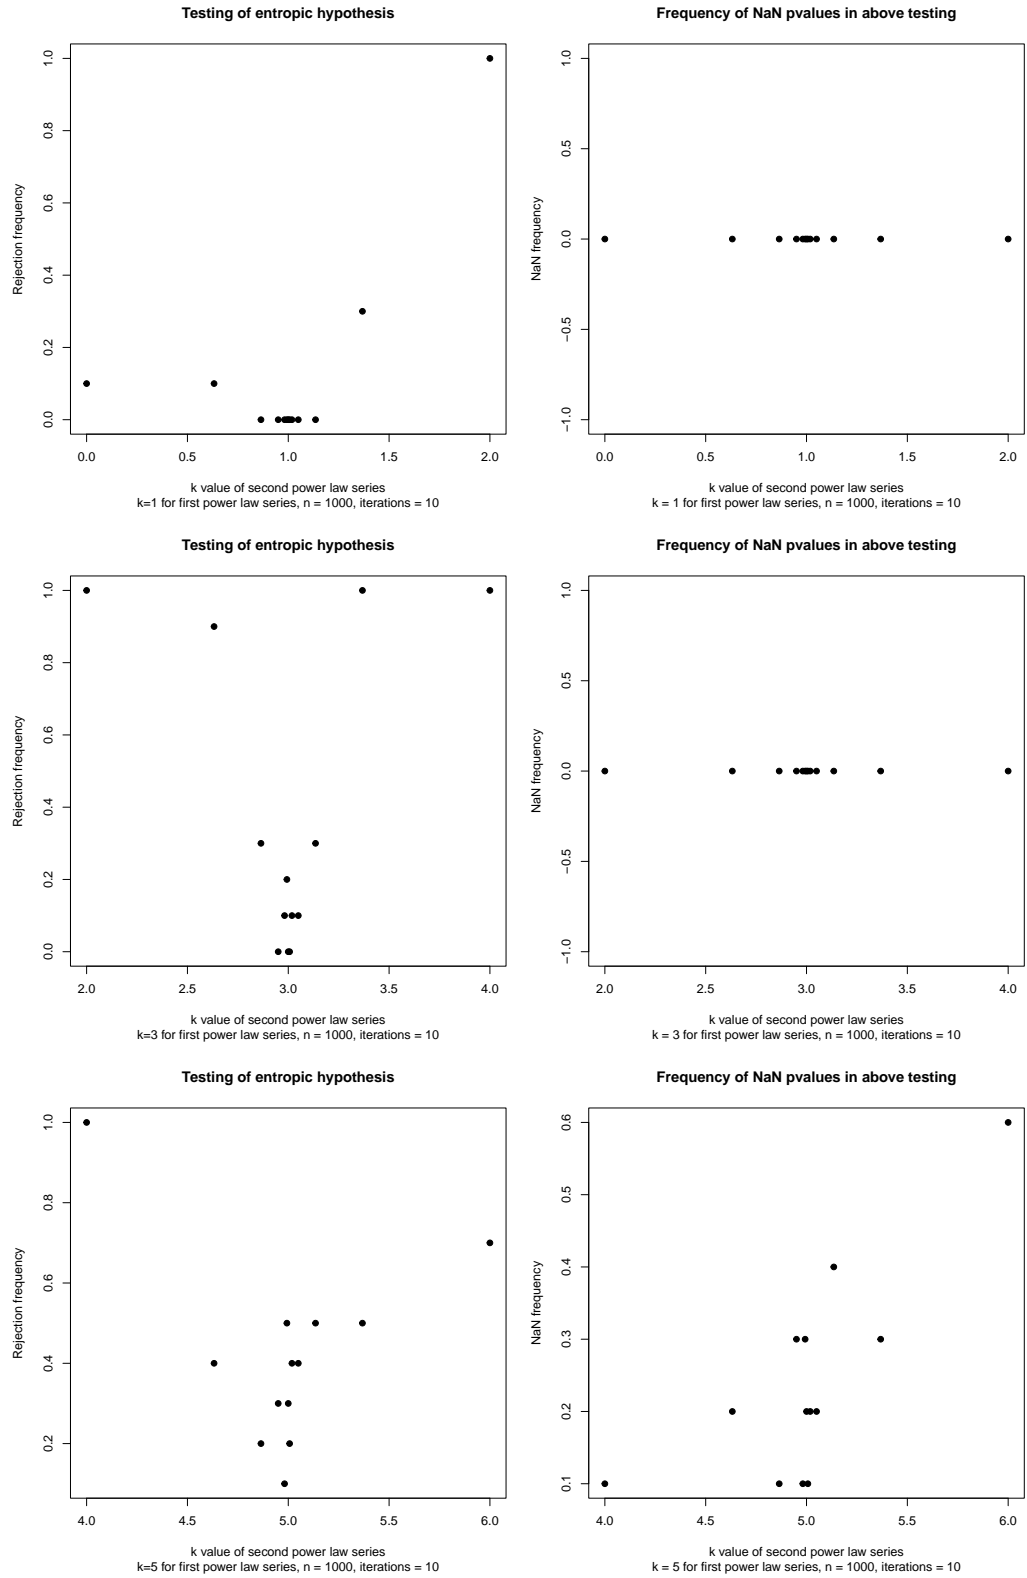 Testing of entropic hypothesis
Rejection frequency
1.0
0.8
0.6
0.4
0.2
0.0
0.0 0.5 1.0 1.5 2.0
k value of second power law series
k=1 for first power law series, n = 1000, iterations = 10
Frequency of NaN pvalues in above testing
NaN frequency
1.0
0.5
0.0
−0.5
−1.0
0.0 0.5 1.0 1.5 2.0
k value of second power law series
k = 1 for first power law series, n = 1000, iterations = 10
Testing of entropic hypothesis
Rejection frequency
1.0
0.8
0.6
0.4
0.2
0.0
2.0 2.5 3.0 3.5 4.0
k value of second power law series
k=3 for first power law series, n = 1000, iterations = 10
Frequency of NaN pvalues in above testing
NaN frequency
1.0
0.5
0.0
−0.5
−1.0
2.0 2.5 3.0 3.5 4.0
k value of second power law series
k = 3 for first power law series, n = 1000, iterations = 10
Testing of entropic hypothesis
Rejection frequency
1.0
0.8
0.6
0.4
0.2
4.0 4.5 5.0 5.5 6.0
k value of second power law series
k=5 for first power law series, n = 1000, iterations = 10
Frequency of NaN pvalues in above testing
NaN frequency
0.6
0.5
0.4
0.3
0.2
0.1
4.0 4.5 5.0 5.5 6.0
k value of second power law series
k = 5 for first power law series, n = 1000, iterations = 10